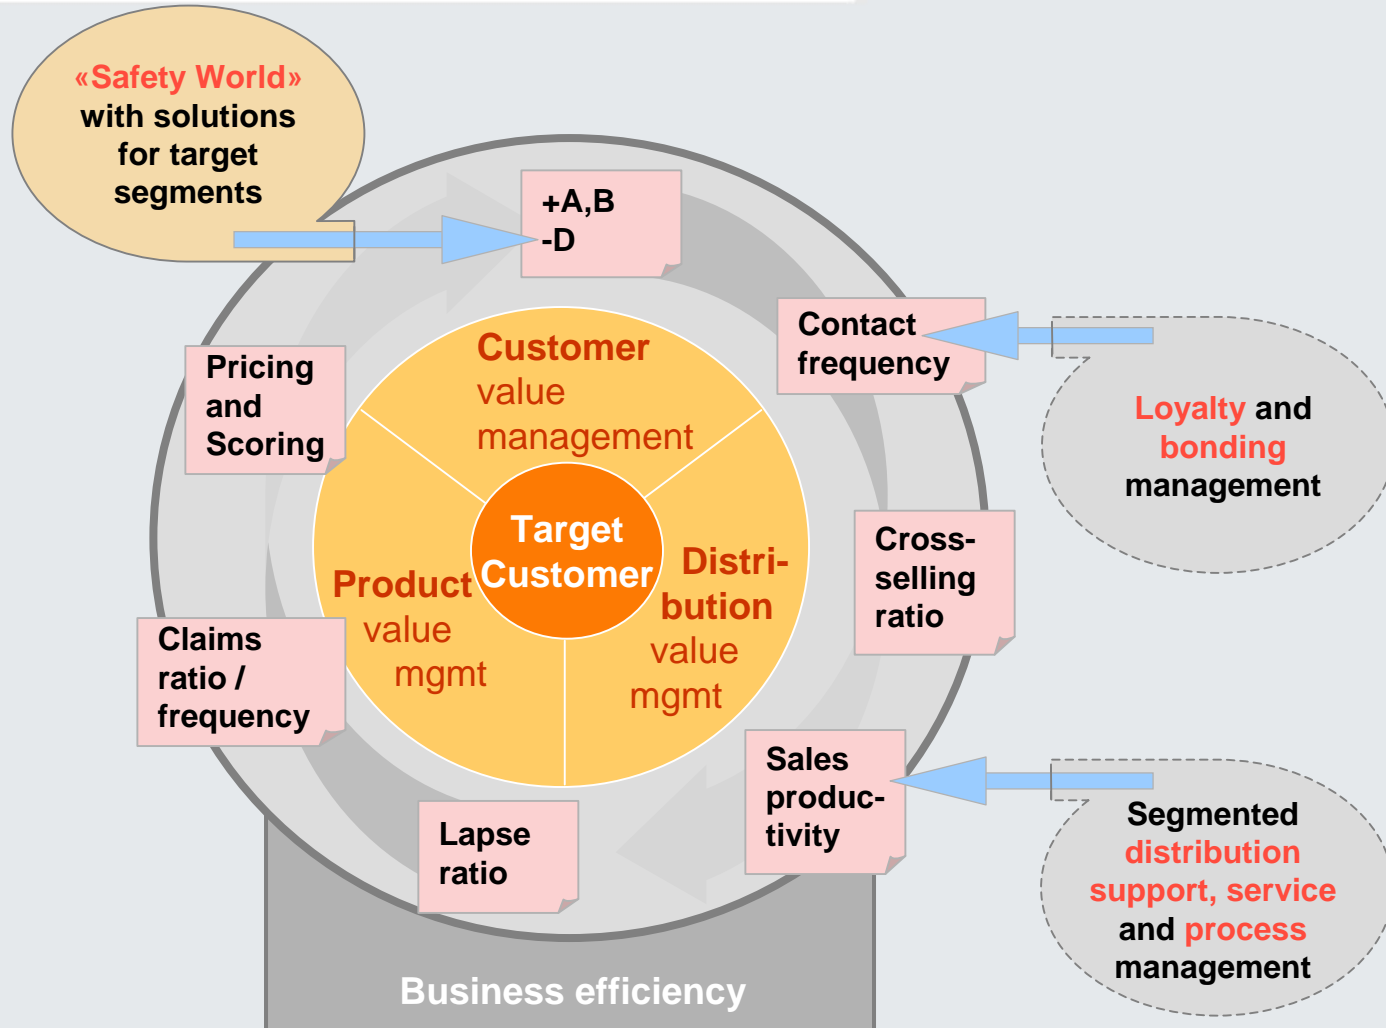 «Safety World»
with solutions
for target
segments
+A,B
-D
Contact
frequency
Loyalty and
bonding
management
Pricing
and
Scoring
Customer
value
management
Target
Customer
Product
value
mgmt
Distri-
bution
value
mgmt
Cross-
selling
ratio
Claims
ratio /
frequency
Sales
produc-
tivity
Lapse
ratio
Segmented
distribution
support, service
and process
management
Business efficiency